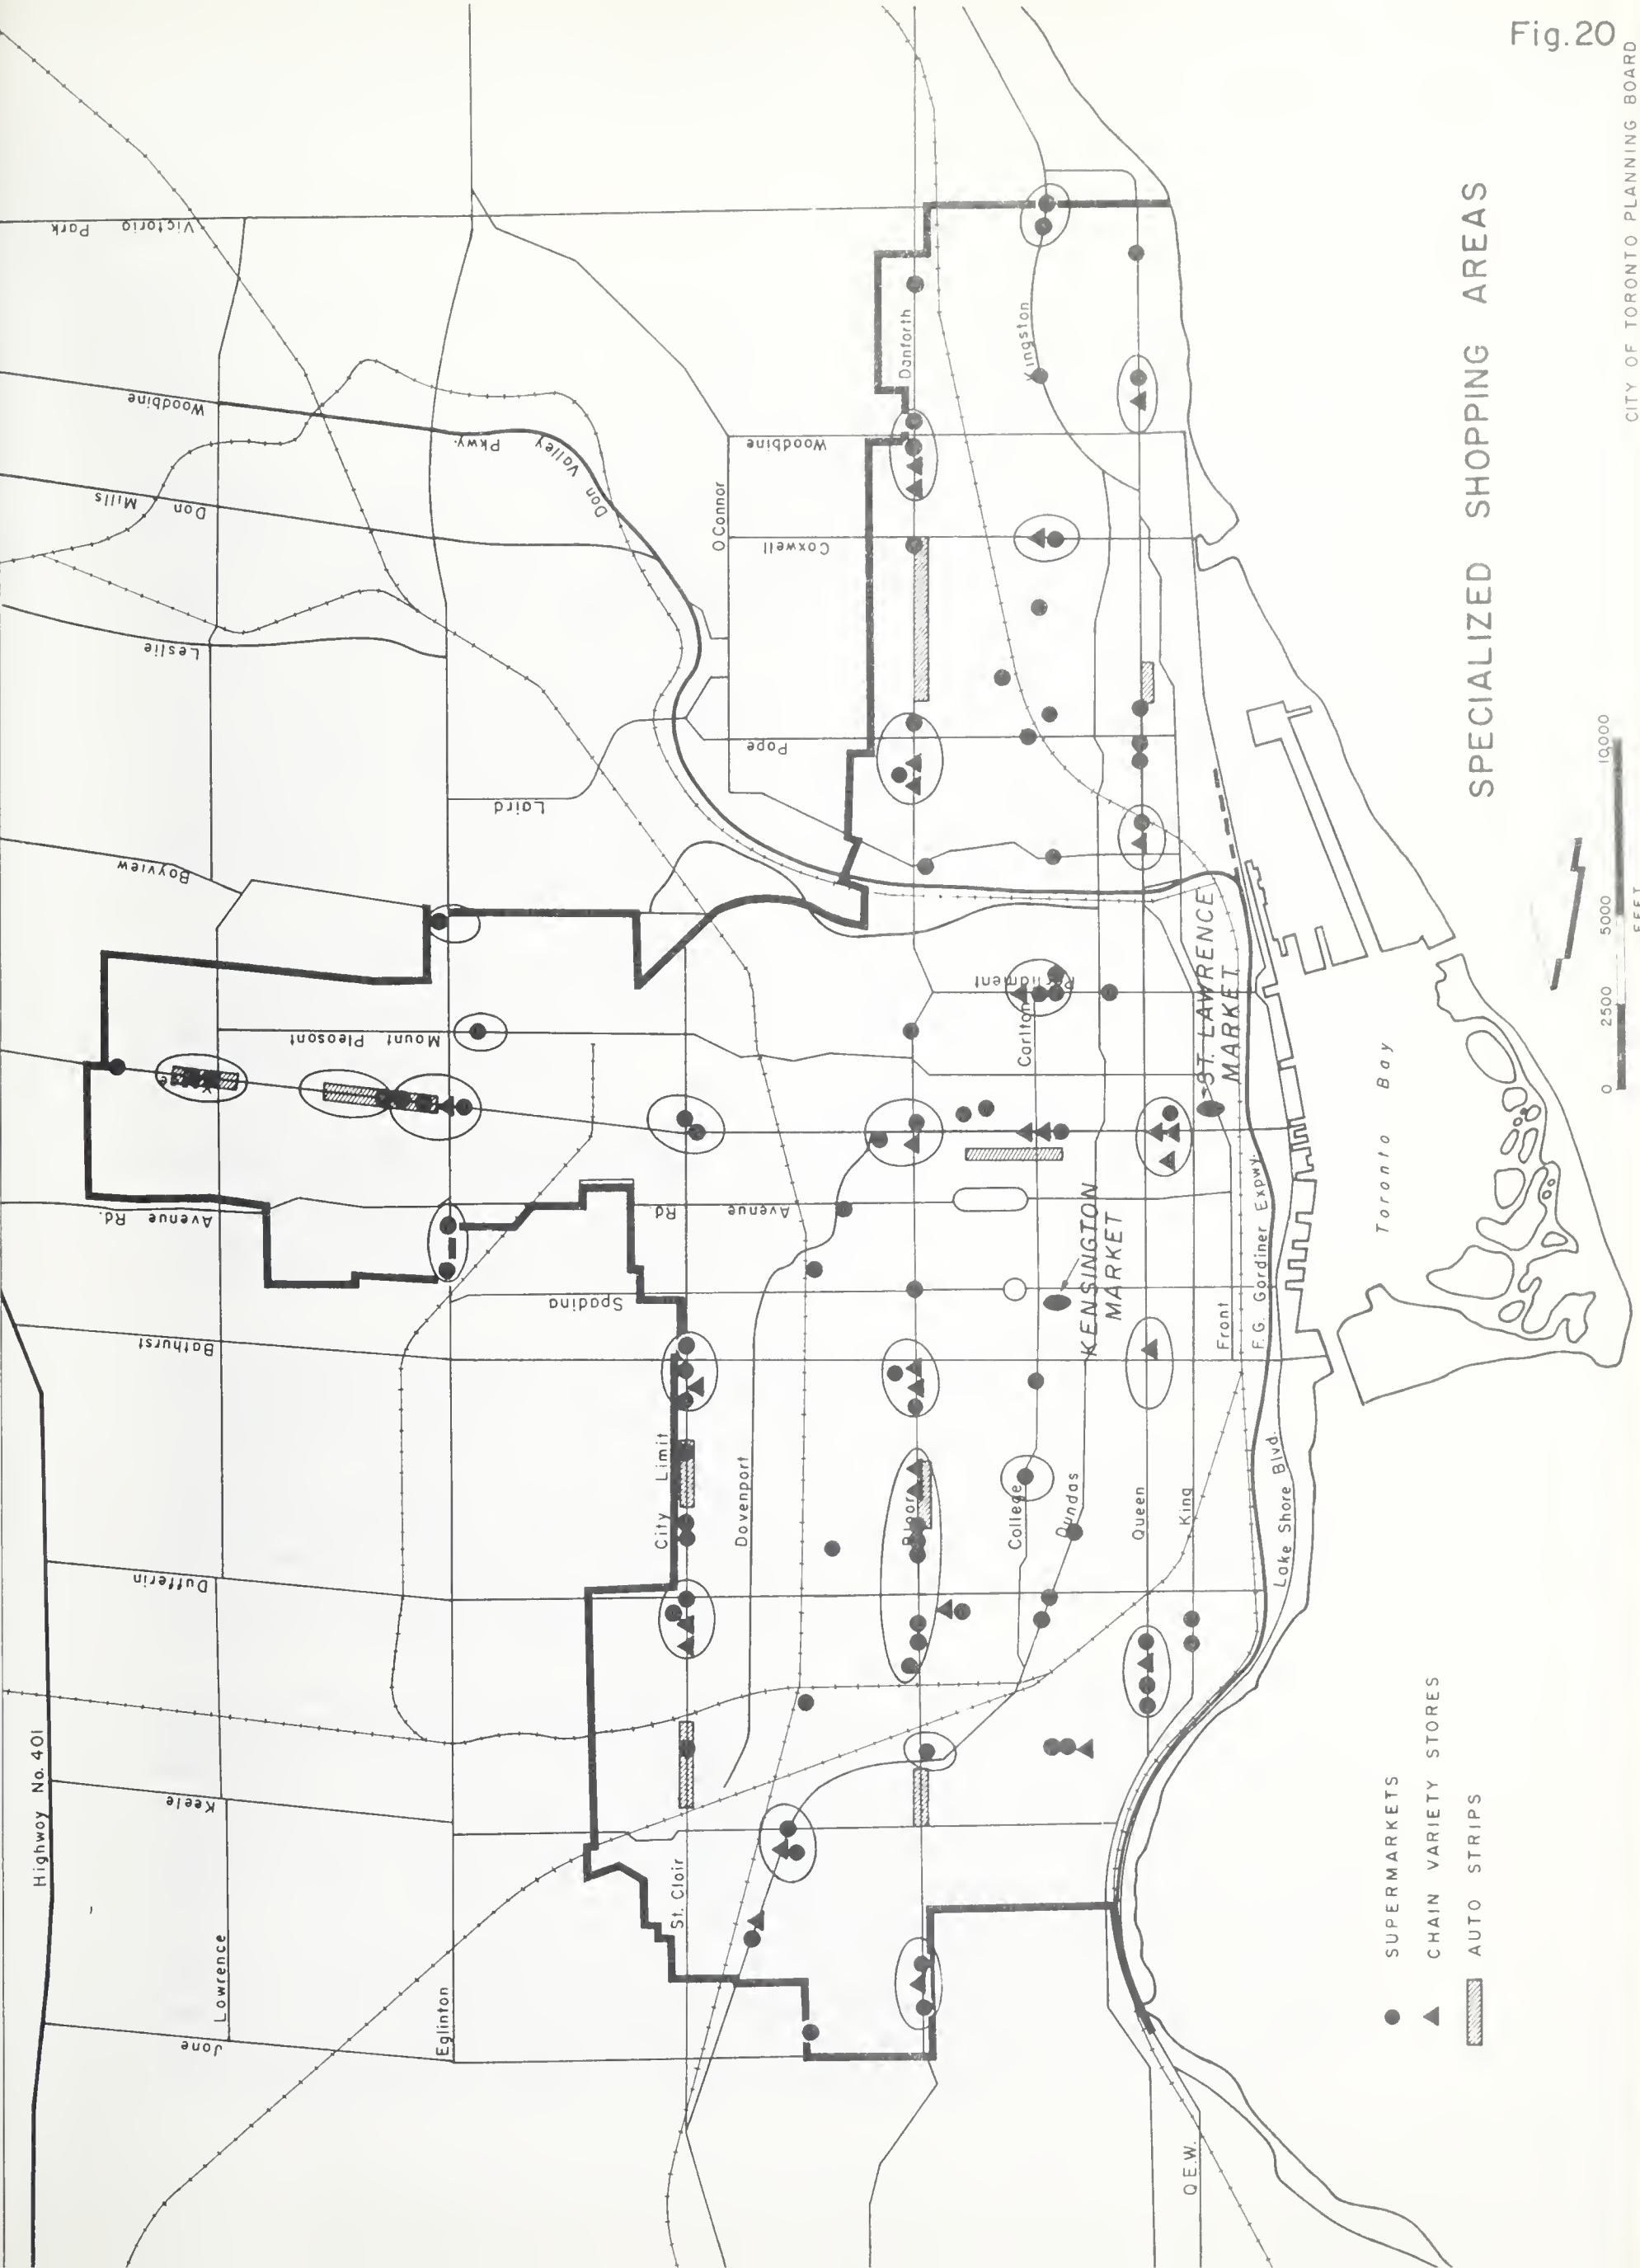 Fig. 20
CITY OF TORONTO PLANNING BOARD
SPECIALIZED SHOPPING AREAS
Highway No. 401
Lawrence
Eglinton
St. Clair
City Limit
Davenport
Bloor
College
Dundas
Queen
King
Lake Shore Blvd.
Front
F. G. Gardiner Expwy.
Q.E.W.
Jane
Keele
Dufferin
Bathurst
Spadina
Avenue Rd.
Avenue Rd
Mount Pleasant
Bayview
Laird
Leslie
Don Mills
Don Valley Pkwy.
Woodbine
Woodbine
Victoria Park
O'Connor
Coxwell
Pape
Danforth
Kingston
Parliament
Carlton
KENSINGTON
MARKET
ST. LAWRENCE
MARKET
Toronto Bay
SUPERMARKETS
CHAIN VARIETY STORES
AUTO STRIPS
0 2500 5000 10,000
FEET